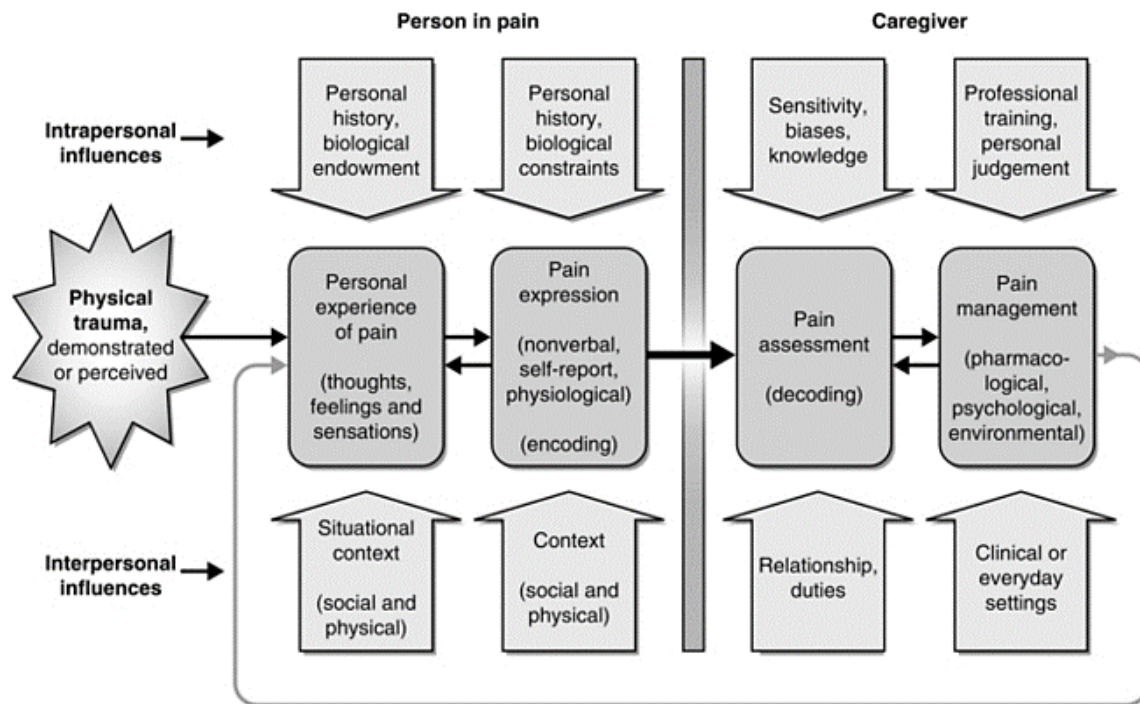 Person in pain
Caregiver
Intrapersonal
influences
Personal
history,
biological
endowment
Personal
history,
biological
constraints
Sensitivity,
biases,
knowledge
Professional
training,
personal
judgement
Physical
trauma,
demonstrated
or perceived
Personal
experience
of pain
(thoughts,
feelings and
sensations)
Pain
expression
(nonverbal,
self-report,
physiological)
(encoding)
Pain
assessment
(decoding)
Pain
management
(pharmaco-
logical,
psychological,
environmental)
Interpersonal
influences
Situational
context
(social and
physical)
Context
(social and
physical)
Relationship,
duties
Clinical or
everyday
settings